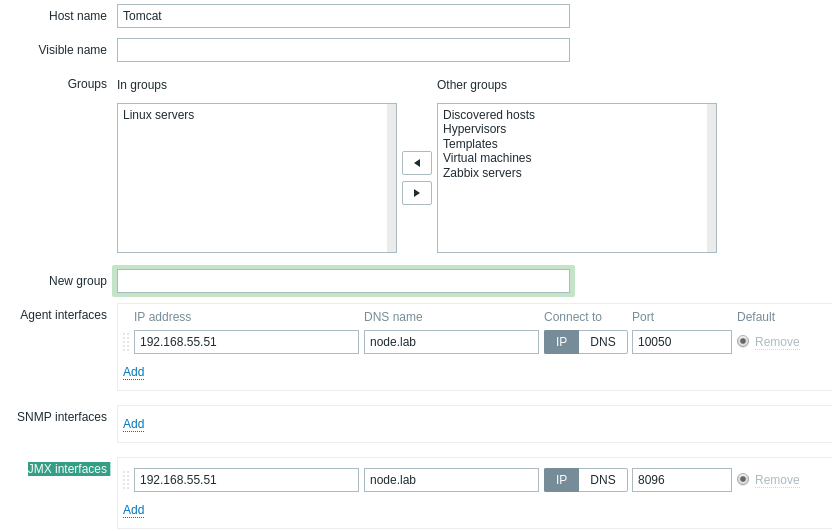 Host name Tomcat
Visible name
Groups In groups Other groups
Linux servers
Discovered hosts
Hypervisors
Templates
Virtual machines
Zabbix servers
New group
Agent interfaces IP address DNS name Connect to Port Default
192.168.55.51 node.lab IP DNS 10050 Remove
Add
SNMP interfaces Add
JMX interfaces 192.168.55.51 node.lab IP DNS 8096 Remove
Add